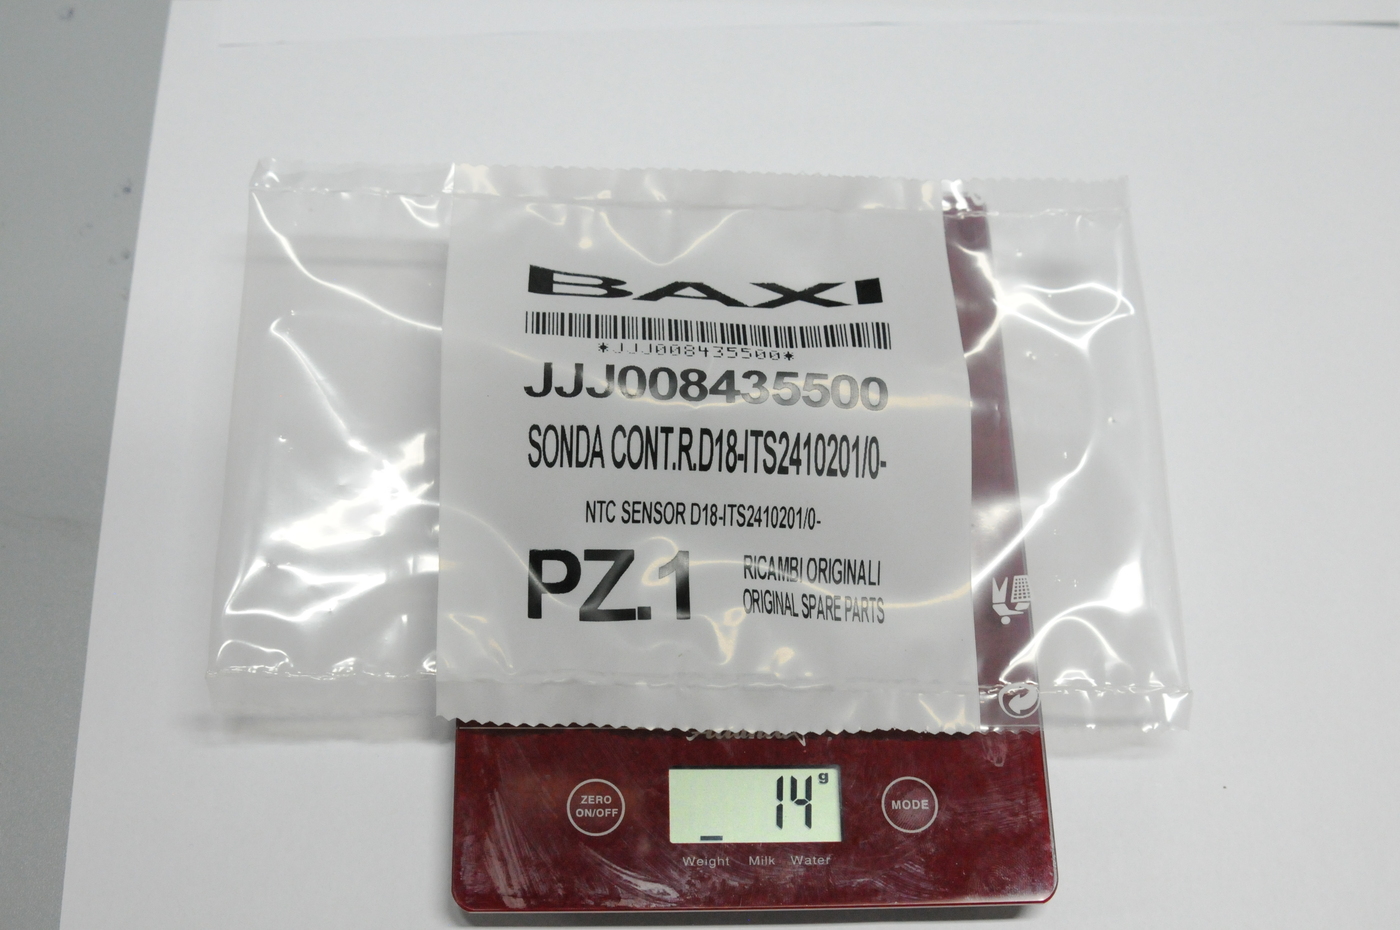 BAXI
*JJJ008435500*
JJJ008435500
SONDA CONT.R.D18-ITS2410201/0-
NTC SENSOR D18-ITS2410201/0-
PZ.1
RICAMBI ORIGINALI
ORIGINAL SPARE PARTS
ZERO
ON/OFF
14 g
MODE
Weight Milk Water